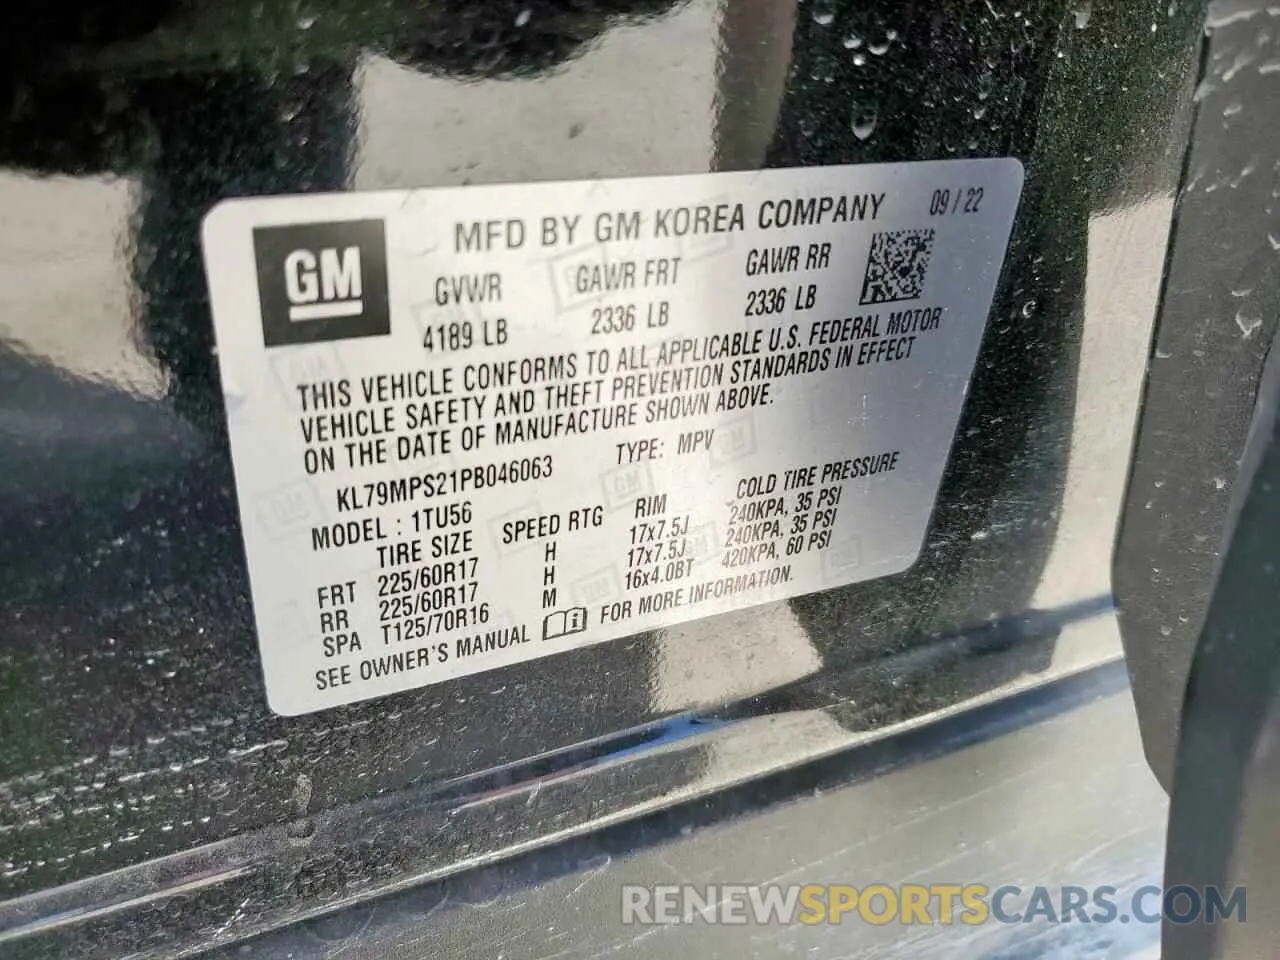 GM
MFD BY GM KOREA COMPANY 09 / 22
GVWR GAWR FRT GAWR RR
4189 LB 2336 LB 2336 LB
THIS VEHICLE CONFORMS TO ALL APPLICABLE U.S. FEDERAL MOTOR
VEHICLE SAFETY AND THEFT PREVENTION STANDARDS IN EFFECT
ON THE DATE OF MANUFACTURE SHOWN ABOVE.
KL79MPS21PB046063 TYPE: MPV
MODEL : 1TU56
TIRE SIZE SPEED RTG RIM COLD TIRE PRESSURE
FRT 225/60R17 H 17x7.5J 240KPA, 35 PSI
RR 225/60R17 H 17x7.5J 240KPA, 35 PSI
SPA T125/70R16 M 16x4.0BT 420KPA, 60 PSI
SEE OWNER'S MANUAL FOR MORE INFORMATION.
RENEWSPORTSCARS.COM